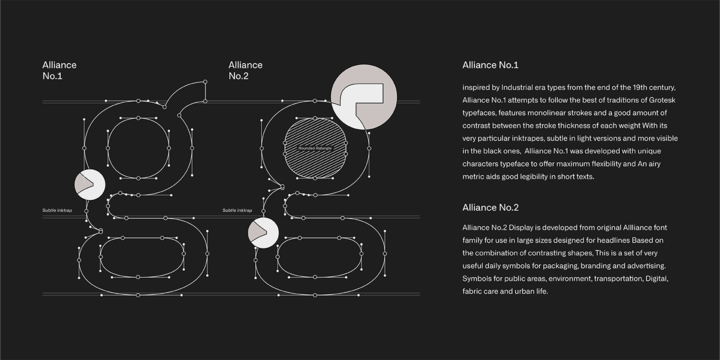 Alliance
No.1
Alliance
No.2
Subtle inktrap
Subtle inktrap
Alliance No.1
inspired by Industrial era types from the end of the 19th century,
Alliance No.1 attempts to follow the best of traditions of Grotesk
typefaces, features monolinear strokes and a good amount of
contrast between the stroke thickness of each weight With its
very particular inktraps, subtle in light versions and more visible
in the black ones, Alliance No.1 was developed with unique
characters typeface to offer maximum flexibility and An airy
metric aids good legibility in short texts.
Alliance No.2
Alliance No.2 Display is developed from original Allliance font
family for use in large sizes designed for headlines Based on
the combination of contrasting shapes, This is a set of very
useful daily symbols for packaging, branding and advertising.
Symbols for public areas, environment, transportation, Digital,
fabric care and urban life.